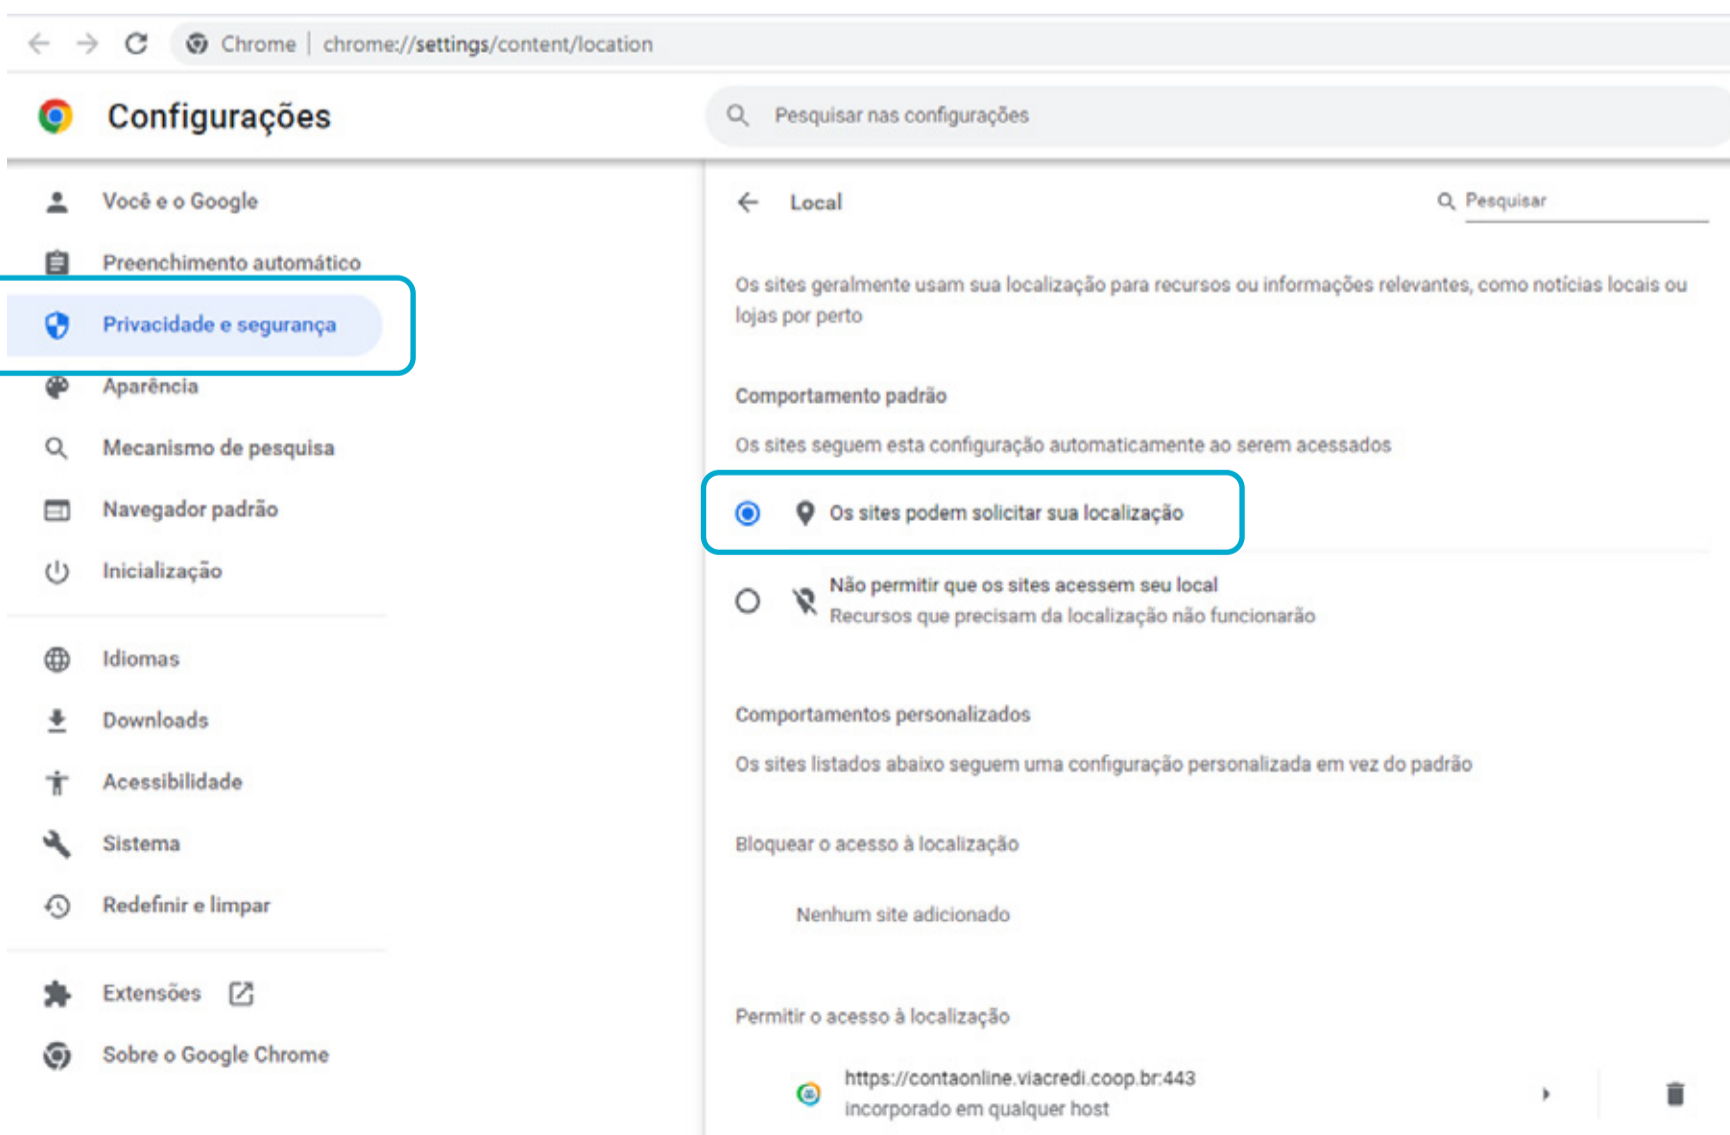 Chrome | chrome://settings/content/location
Configurações
Pesquisar nas configurações
Você e o Google
Preenchimento automático
Privacidade e segurança
Aparência
Mecanismo de pesquisa
Navegador padrão
Inicialização
Idiomas
Downloads
Acessibilidade
Sistema
Redefinir e limpar
Extensões
Sobre o Google Chrome
Local
Pesquisar
Os sites geralmente usam sua localização para recursos ou informações relevantes, como notícias locais ou
lojas por perto
Comportamento padrão
Os sites seguem esta configuração automaticamente ao serem acessados
Os sites podem solicitar sua localização
Não permitir que os sites acessem seu local
Recursos que precisam da localização não funcionarão
Comportamentos personalizados
Os sites listados abaixo seguem uma configuração personalizada em vez do padrão
Bloquear o acesso à localização
Nenhum site adicionado
Permitir o acesso à localização
https://contaonline.viacredi.coop.br:443
incorporado em qualquer host